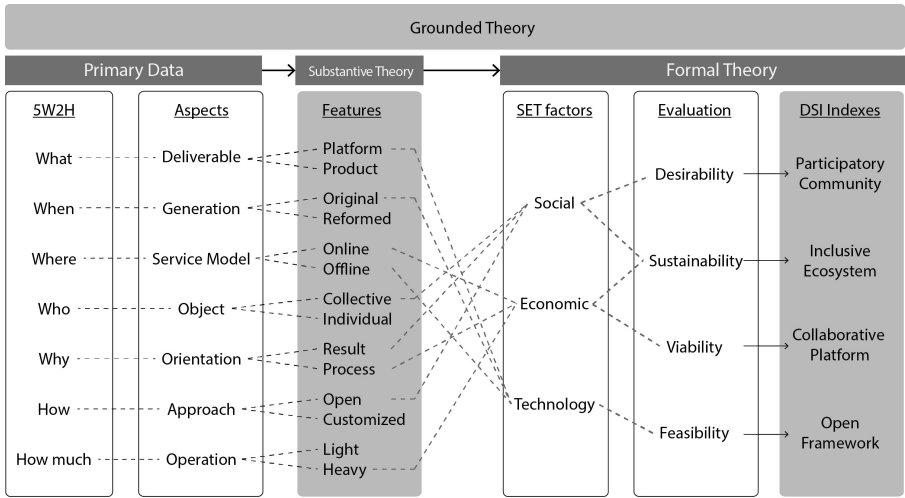 Grounded Theory
Primary Data
Substantive Theory
Formal Theory
5W2H
Aspects
Features
SET factors
Evaluation
DSI Indexes
What
When
Where
Who
Why
How
How much
Deliverable
Generation
Service Model
Object
Orientation
Approach
Operation
Platform
Product
Original
Reformed
Online
Offline
Collective
Individual
Result
Process
Open
Customized
Light
Heavy
Social
Economic
Technology
Desirability
Sustainability
Viability
Feasibility
Participatory
Community
Inclusive
Ecosystem
Collaborative
Platform
Open
Framework